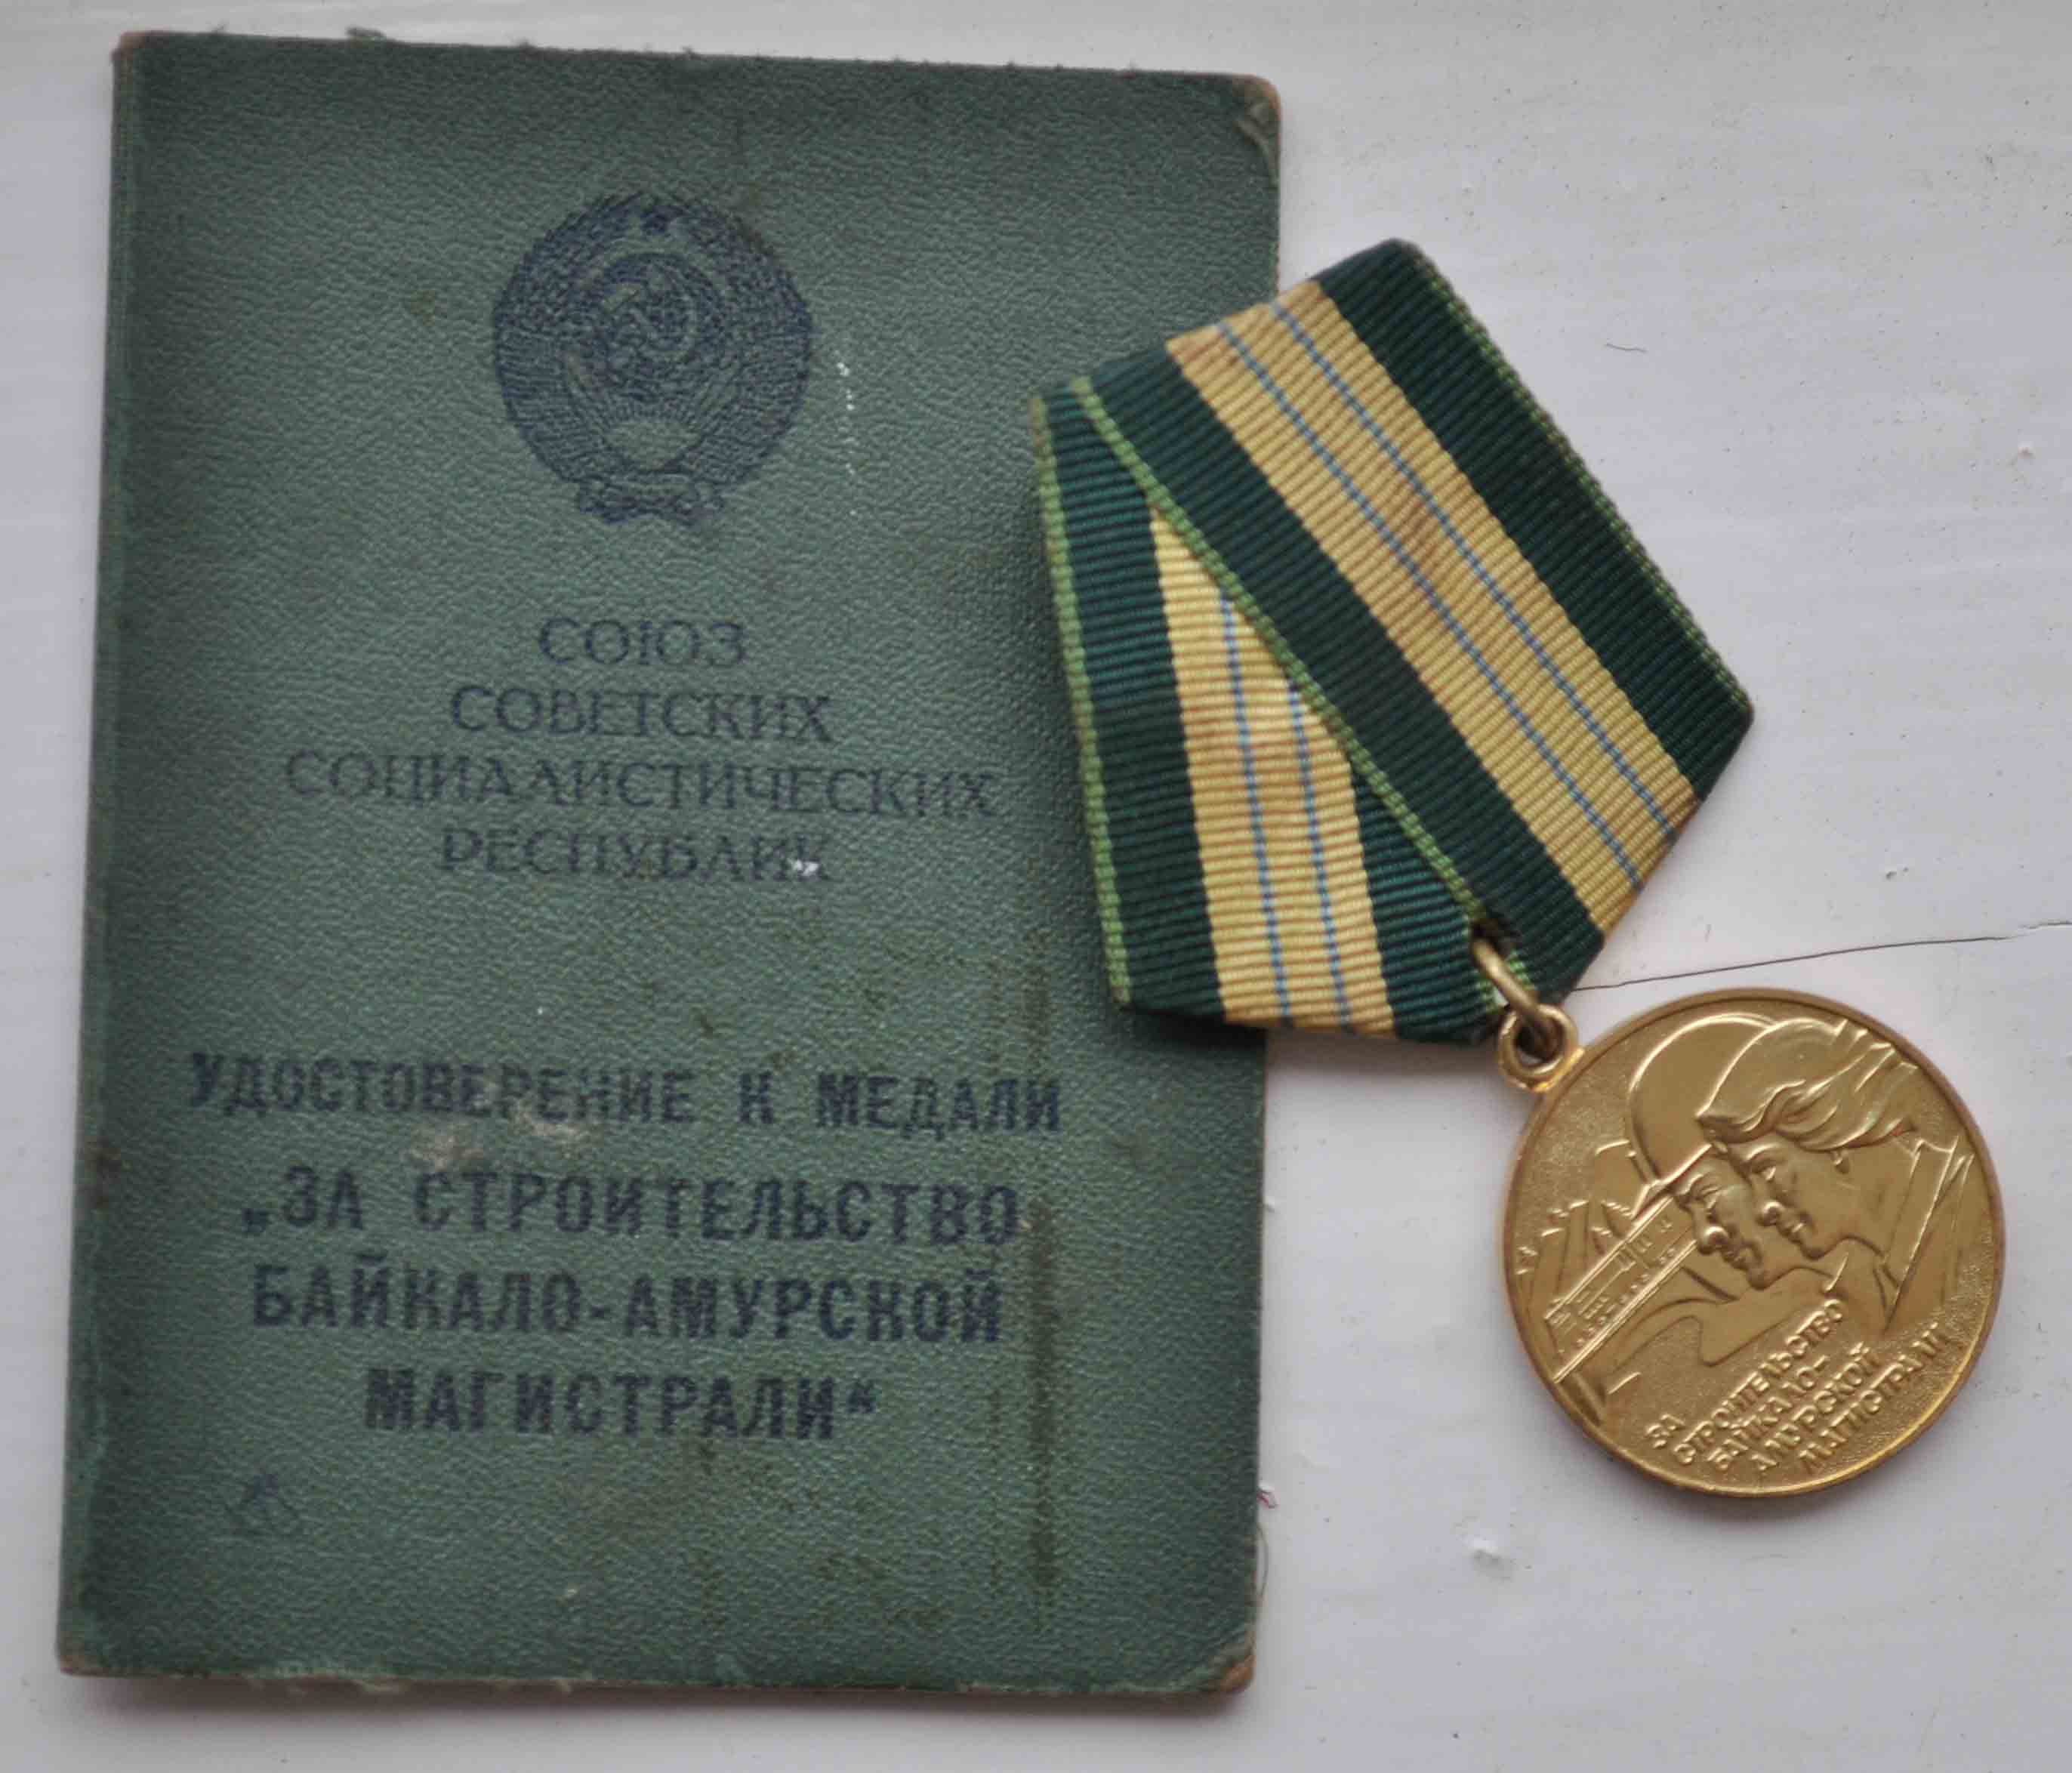 СОЮЗ
СОВЕТСКИХ
СОЦИАЛИСТИЧЕСКИХ
РЕСПУБЛИК
УДОСТОВЕРЕНИЕ К МЕДАЛИ
„ЗА СТРОИТЕЛЬСТВО
БАЙКАЛО-АМУРСКОЙ
МАГИСТРАЛИ“
ЗА
СТРОИТЕЛЬСТВО
БАЙКАЛО-
АМУРСКОЙ
МАГИСТРАЛИ